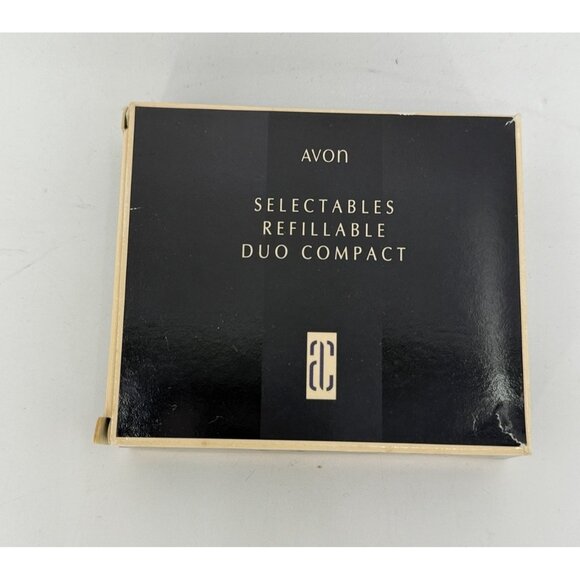 AVON
SELECTABLES
REFILLABLE
DUO COMPACT